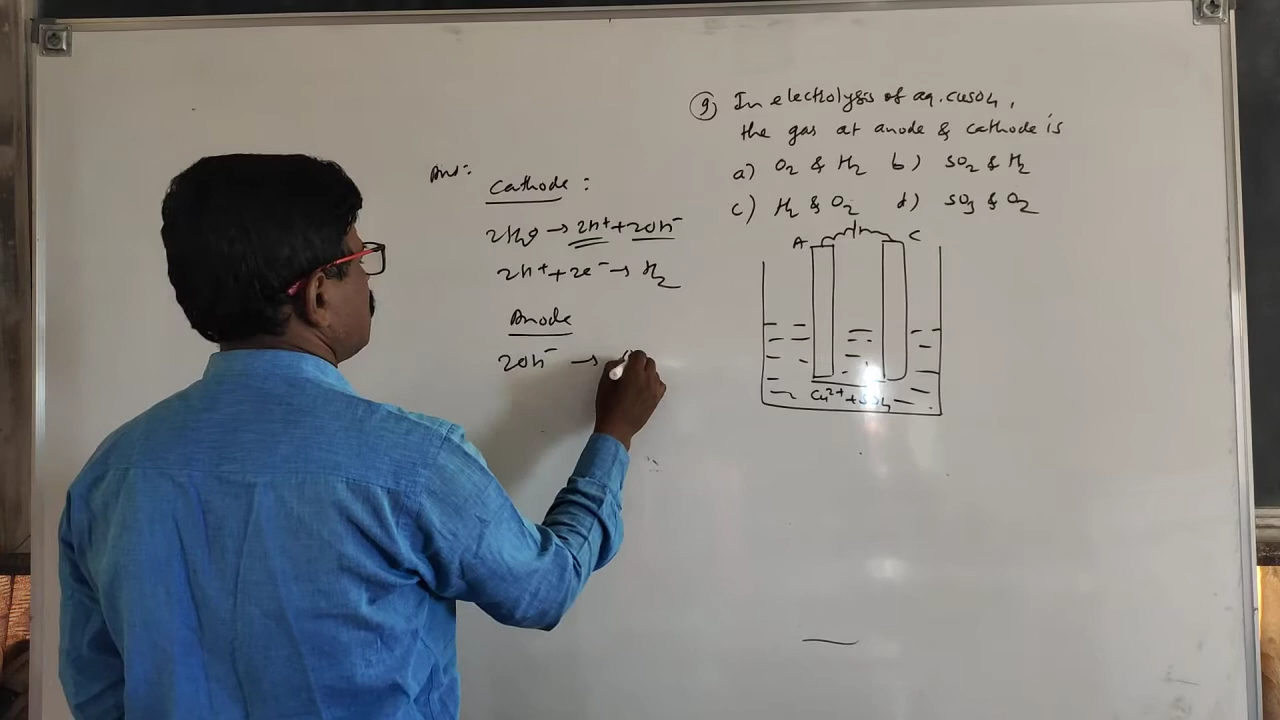 9) In electrolysis of aq. CuSO4,
the gas at anode & cathode is
a) O2 & H2 b) SO2 & H2
c) H2 & O2 d) SO3 & O2
A C
Cu²⁺ + SO4
Ans:
Cathode:
2H2O → 2H⁺ + 2OH⁻
2H⁺ + 2e⁻ → H2
Anode
2OH⁻ →